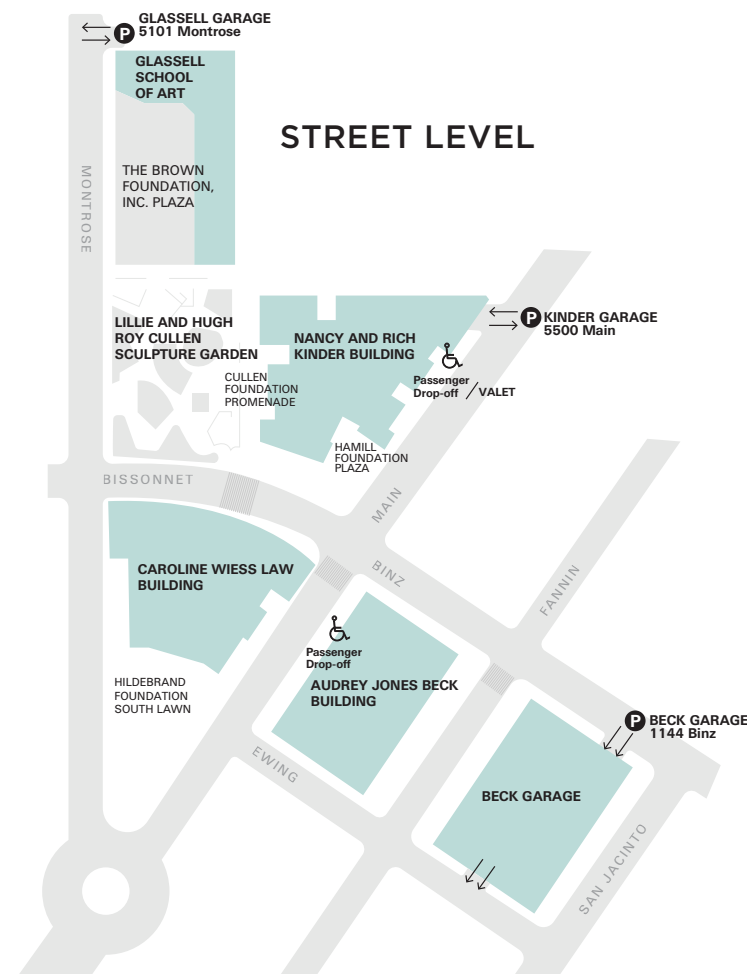 GLASSELL GARAGE
5101 Montrose
P
GLASSELL
SCHOOL
OF ART
STREET LEVEL
MONTROSE
THE BROWN
FOUNDATION,
INC. PLAZA
P
KINDER GARAGE
5500 Main
LILLIE AND HUGH
ROY CULLEN
SCULPTURE GARDEN
NANCY AND RICH
KINDER BUILDING
CULLEN
FOUNDATION
PROMENADE
Passenger
Drop-off
VALET
HAMILL
FOUNDATION
PLAZA
BISSONNET
MAIN
BINZ
FANNIN
CAROLINE WIESS LAW
BUILDING
Passenger
Drop-off
HILDEBRAND
FOUNDATION
SOUTH LAWN
AUDREY JONES BECK
BUILDING
P
BECK GARAGE
1144 Binz
EWING
BECK GARAGE
SAN JACINTO